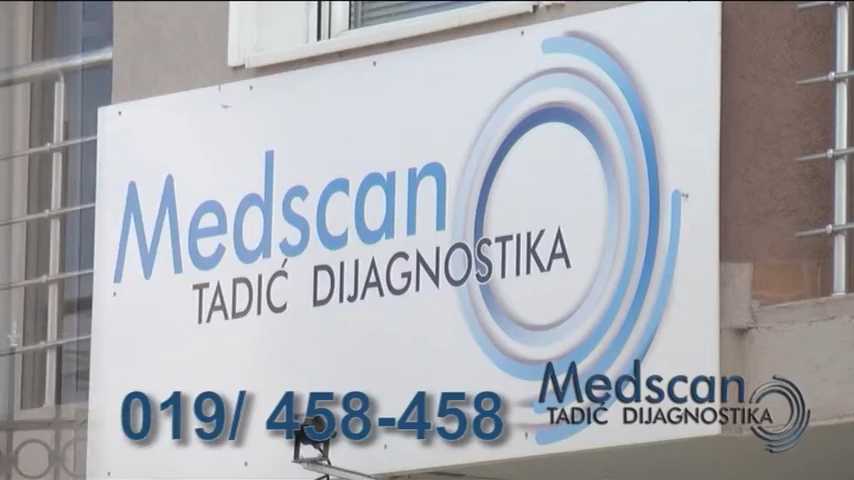 Medscan
TADIĆ DIJAGNOSTIKA
019/ 458-458
Medscan
TADIĆ DIJAGNOSTIKA